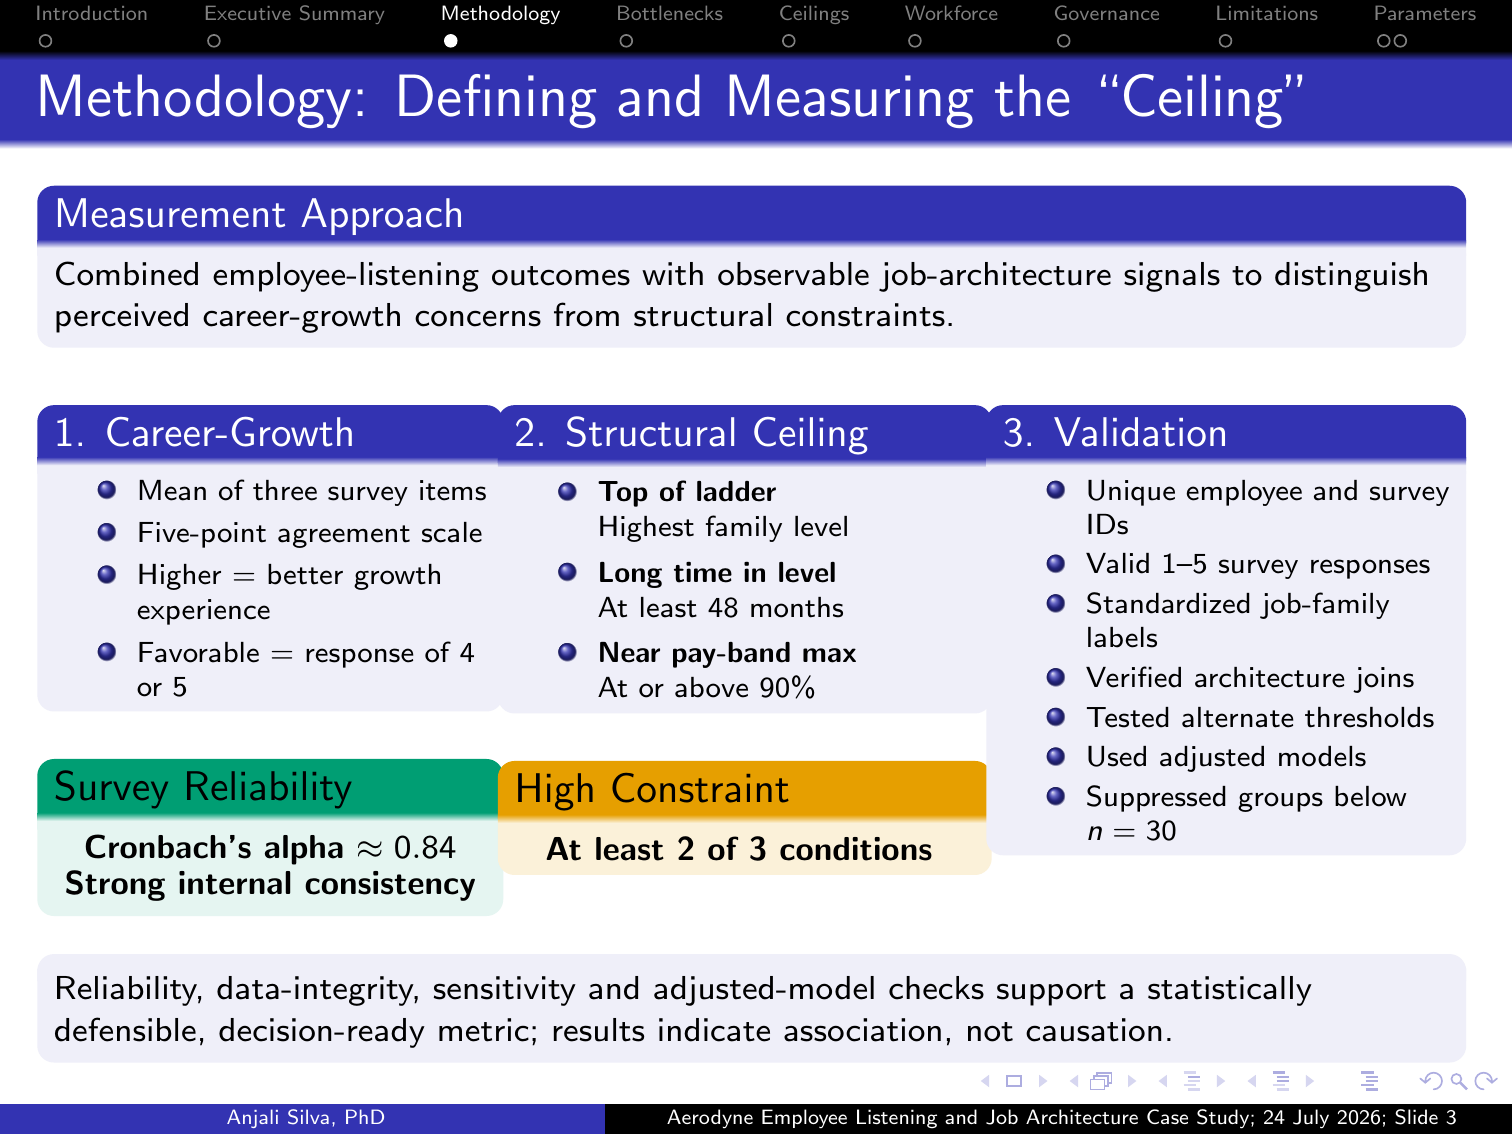 Introduction Executive Summary Methodology Bottlenecks Ceilings Workforce Governance Limitations Parameters
Methodology: Defining and Measuring the “Ceiling”
Measurement Approach
Combined employee-listening outcomes with observable job-architecture signals to distinguish
perceived career-growth concerns from structural constraints.
1. Career-Growth
Mean of three survey items
Five-point agreement scale
Higher = better growth
experience
Favorable = response of 4
or 5
Survey Reliability
Cronbach’s alpha ≈ 0.84
Strong internal consistency
2. Structural Ceiling
Top of ladder
Highest family level
Long time in level
At least 48 months
Near pay-band max
At or above 90%
High Constraint
At least 2 of 3 conditions
3. Validation
Unique employee and survey
IDs
Valid 1–5 survey responses
Standardized job-family
labels
Verified architecture joins
Tested alternate thresholds
Used adjusted models
Suppressed groups below
n = 30
Reliability, data-integrity, sensitivity and adjusted-model checks support a statistically
defensible, decision-ready metric; results indicate association, not causation.
Anjali Silva, PhD
Aerodyne Employee Listening and Job Architecture Case Study; 24 July 2026; Slide 3